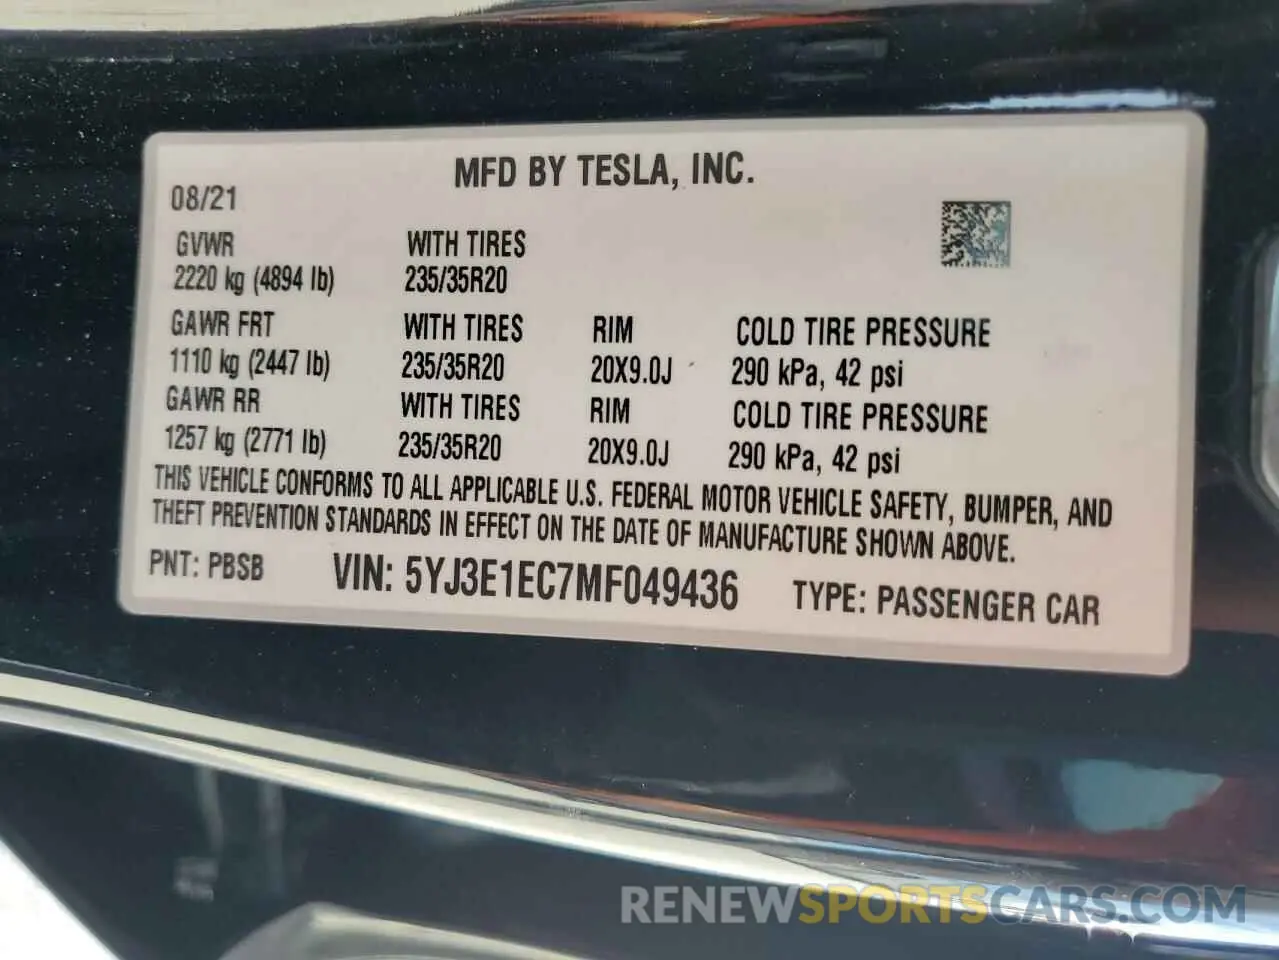 MFD BY TESLA, INC.
08/21
GVWR WITH TIRES
2220 kg (4894 lb) 235/35R20
GAWR FRT WITH TIRES RIM COLD TIRE PRESSURE
1110 kg (2447 lb) 235/35R20 20X9.0J 290 kPa, 42 psi
GAWR RR WITH TIRES RIM COLD TIRE PRESSURE
1257 kg (2771 lb) 235/35R20 20X9.0J 290 kPa, 42 psi
THIS VEHICLE CONFORMS TO ALL APPLICABLE U.S. FEDERAL MOTOR VEHICLE SAFETY, BUMPER, AND
THEFT PREVENTION STANDARDS IN EFFECT ON THE DATE OF MANUFACTURE SHOWN ABOVE.
PNT: PBSB VIN: 5YJ3E1EC7MF049436 TYPE: PASSENGER CAR
RENEWSPORTSCARS.COM